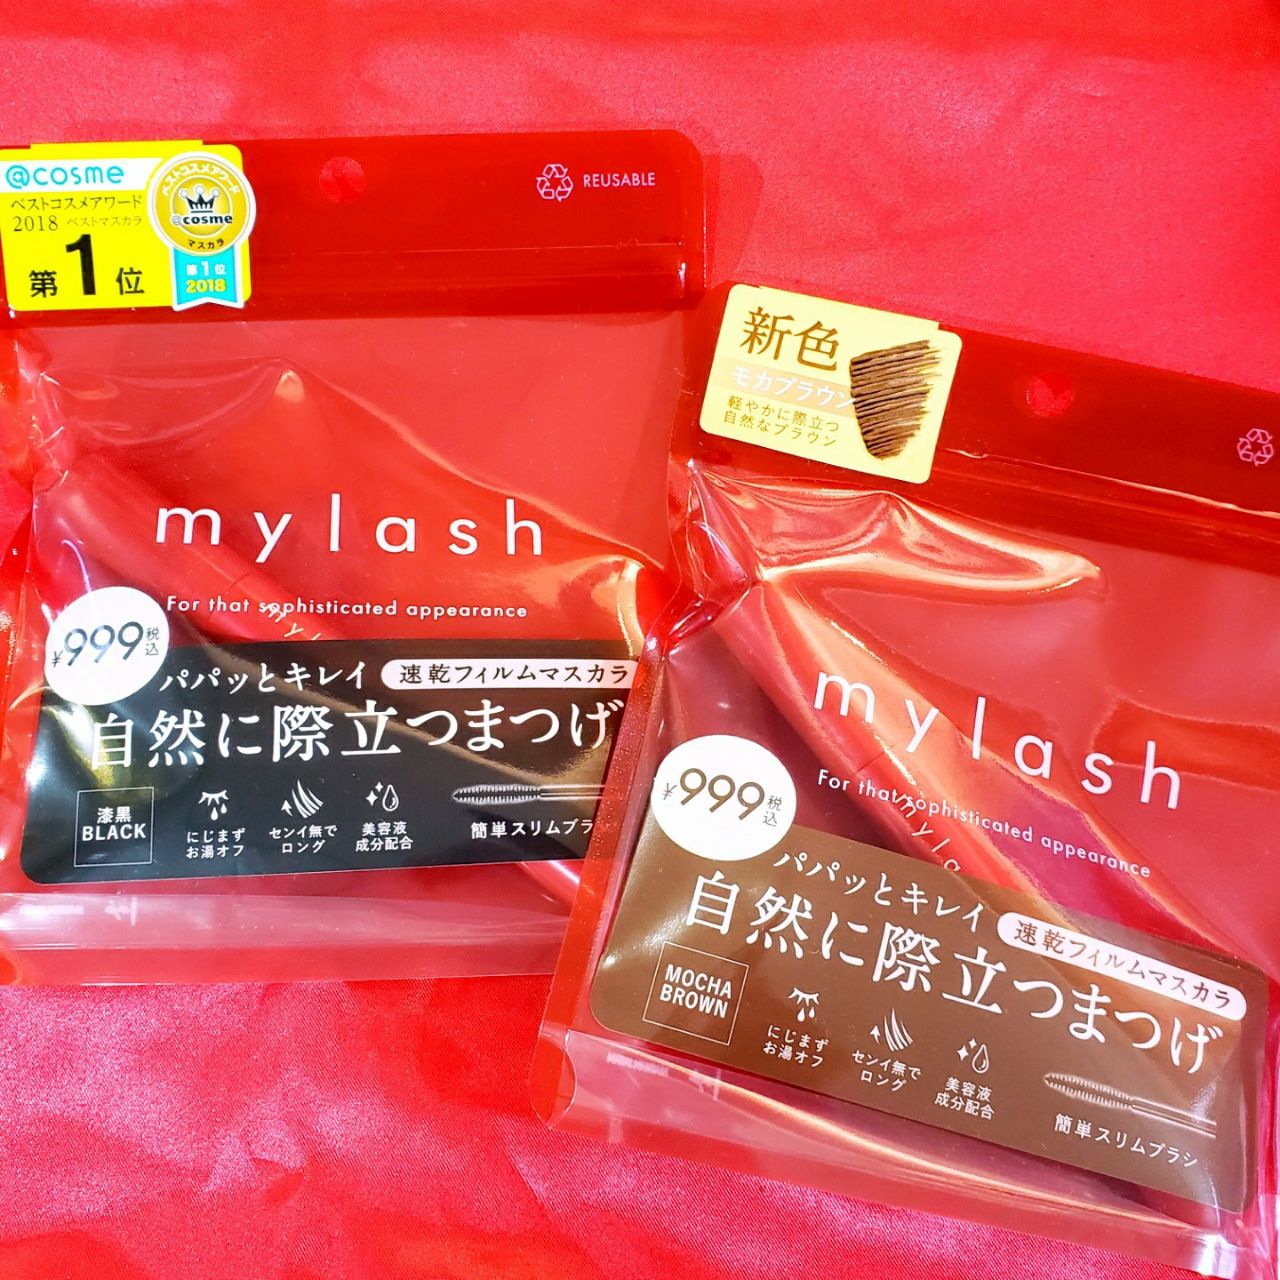 @cosme
ベストコスメアワード
2018 ベストマスカラ
第1位
ベストコスメアワード
@cosme
マスカラ
第1位
2018
REUSABLE
mylash
For that sophisticated appearance
¥999税込
パパッとキレイ 速乾フィルムマスカラ
自然に際立つまつげ
漆黒
BLACK
にじまず
お湯オフ
センイ無で
ロング
美容液
成分配合
簡単スリムブラ
新色
モカブラウン
軽やかに際立つ
自然なブラウン
mylash
For that sophisticated appearance
myla
¥999税込
パパッとキレイ 速乾フィルムマスカラ
自然に際立つまつげ
MOCHA
BROWN
にじまず
お湯オフ
センイ無で
ロング
美容液
成分配合
簡単スリムブラシ